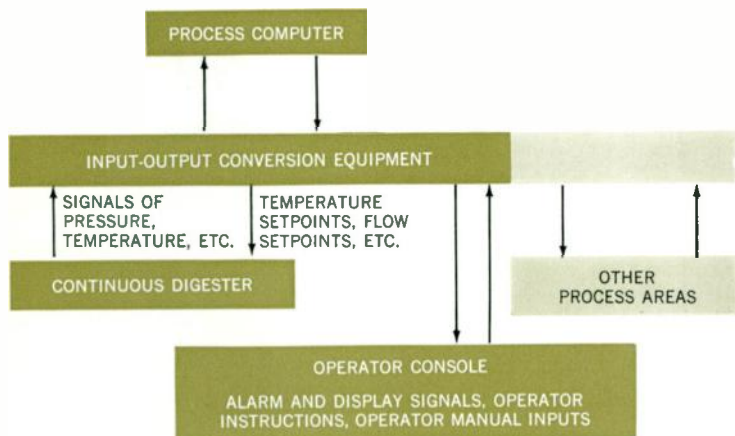 PROCESS COMPUTER
INPUT-OUTPUT CONVERSION EQUIPMENT
SIGNALS OF
PRESSURE,
TEMPERATURE, ETC.
TEMPERATURE
SETPOINTS, FLOW
SETPOINTS, ETC.
CONTINUOUS DIGESTER
OTHER
PROCESS AREAS
OPERATOR CONSOLE
ALARM AND DISPLAY SIGNALS, OPERATOR
INSTRUCTIONS, OPERATOR MANUAL INPUTS